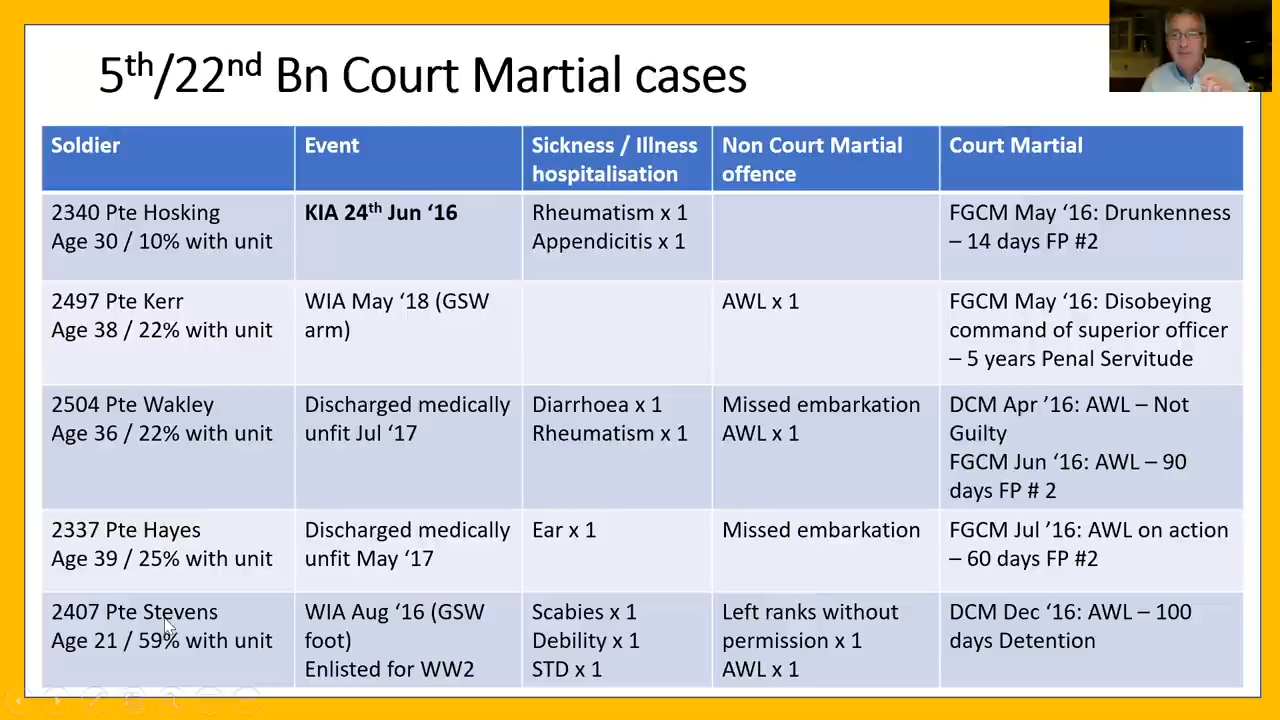 5th/22nd Bn Court Martial cases
Soldier
Event
Sickness / Illness
hospitalisation
Non Court Martial
offence
Court Martial
2340 Pte Hosking
Age 30 / 10% with unit
KIA 24th Jun ‘16
Rheumatism x 1
Appendicitis x 1
FGCM May ‘16: Drunkenness
– 14 days FP #2
2497 Pte Kerr
Age 38 / 22% with unit
WIA May ‘18 (GSW
arm)
AWL x 1
FGCM May ‘16: Disobeying
command of superior officer
– 5 years Penal Servitude
2504 Pte Wakley
Age 36 / 22% with unit
Discharged medically
unfit Jul ‘17
Diarrhoea x 1
Rheumatism x 1
Missed embarkation
AWL x 1
DCM Apr ’16: AWL – Not
Guilty
FGCM Jun ‘16: AWL – 90
days FP # 2
2337 Pte Hayes
Age 39 / 25% with unit
Discharged medically
unfit May ‘17
Ear x 1
Missed embarkation
FGCM Jul ’16: AWL on action
– 60 days FP #2
2407 Pte Stevens
Age 21 / 59% with unit
WIA Aug ‘16 (GSW
foot)
Enlisted for WW2
Scabies x 1
Debility x 1
STD x 1
Left ranks without
permission x 1
AWL x 1
DCM Dec ‘16: AWL – 100
days Detention